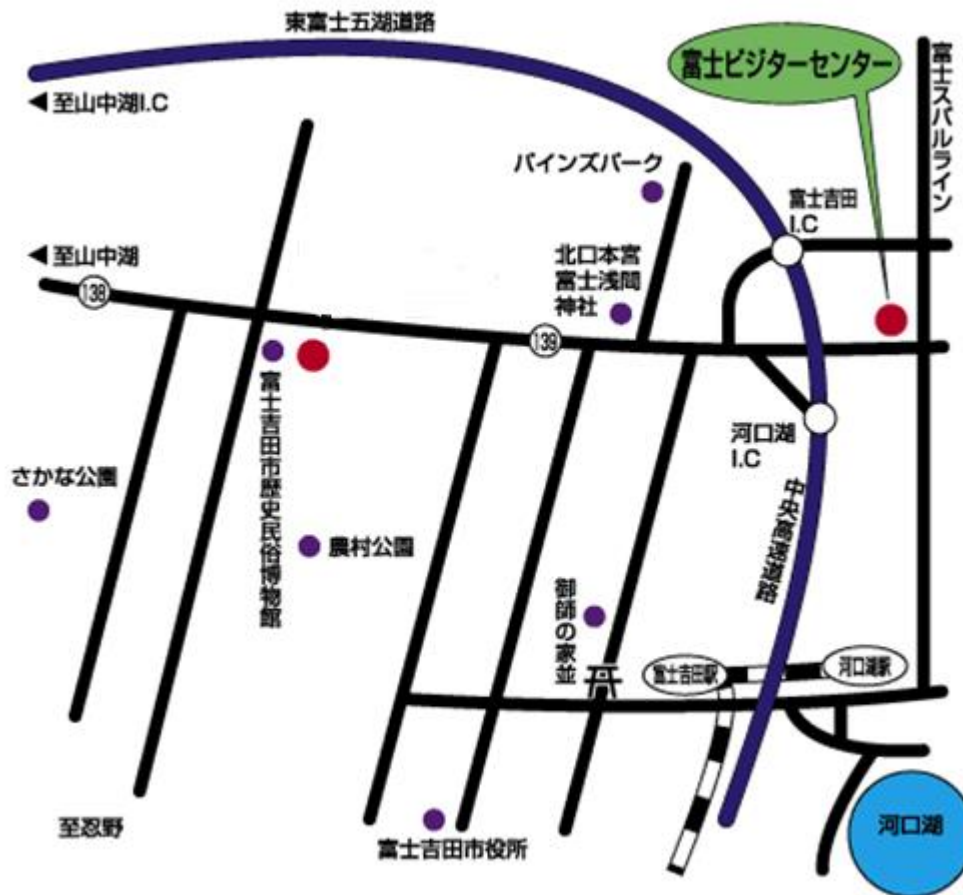 東富士五湖道路
富士ビジターセンター
富士スバルライン
◀至山中湖I.C
パインズパーク
富士吉田
I.C
◀至山中湖
北口本宮
富士浅間
神社
138
139
富士吉田市歴史民俗博物館
河口湖
I.C
さかな公園
中央高速道路
農村公園
御師の家並
富士吉田駅
河口湖駅
至忍野
富士吉田市役所
河口湖